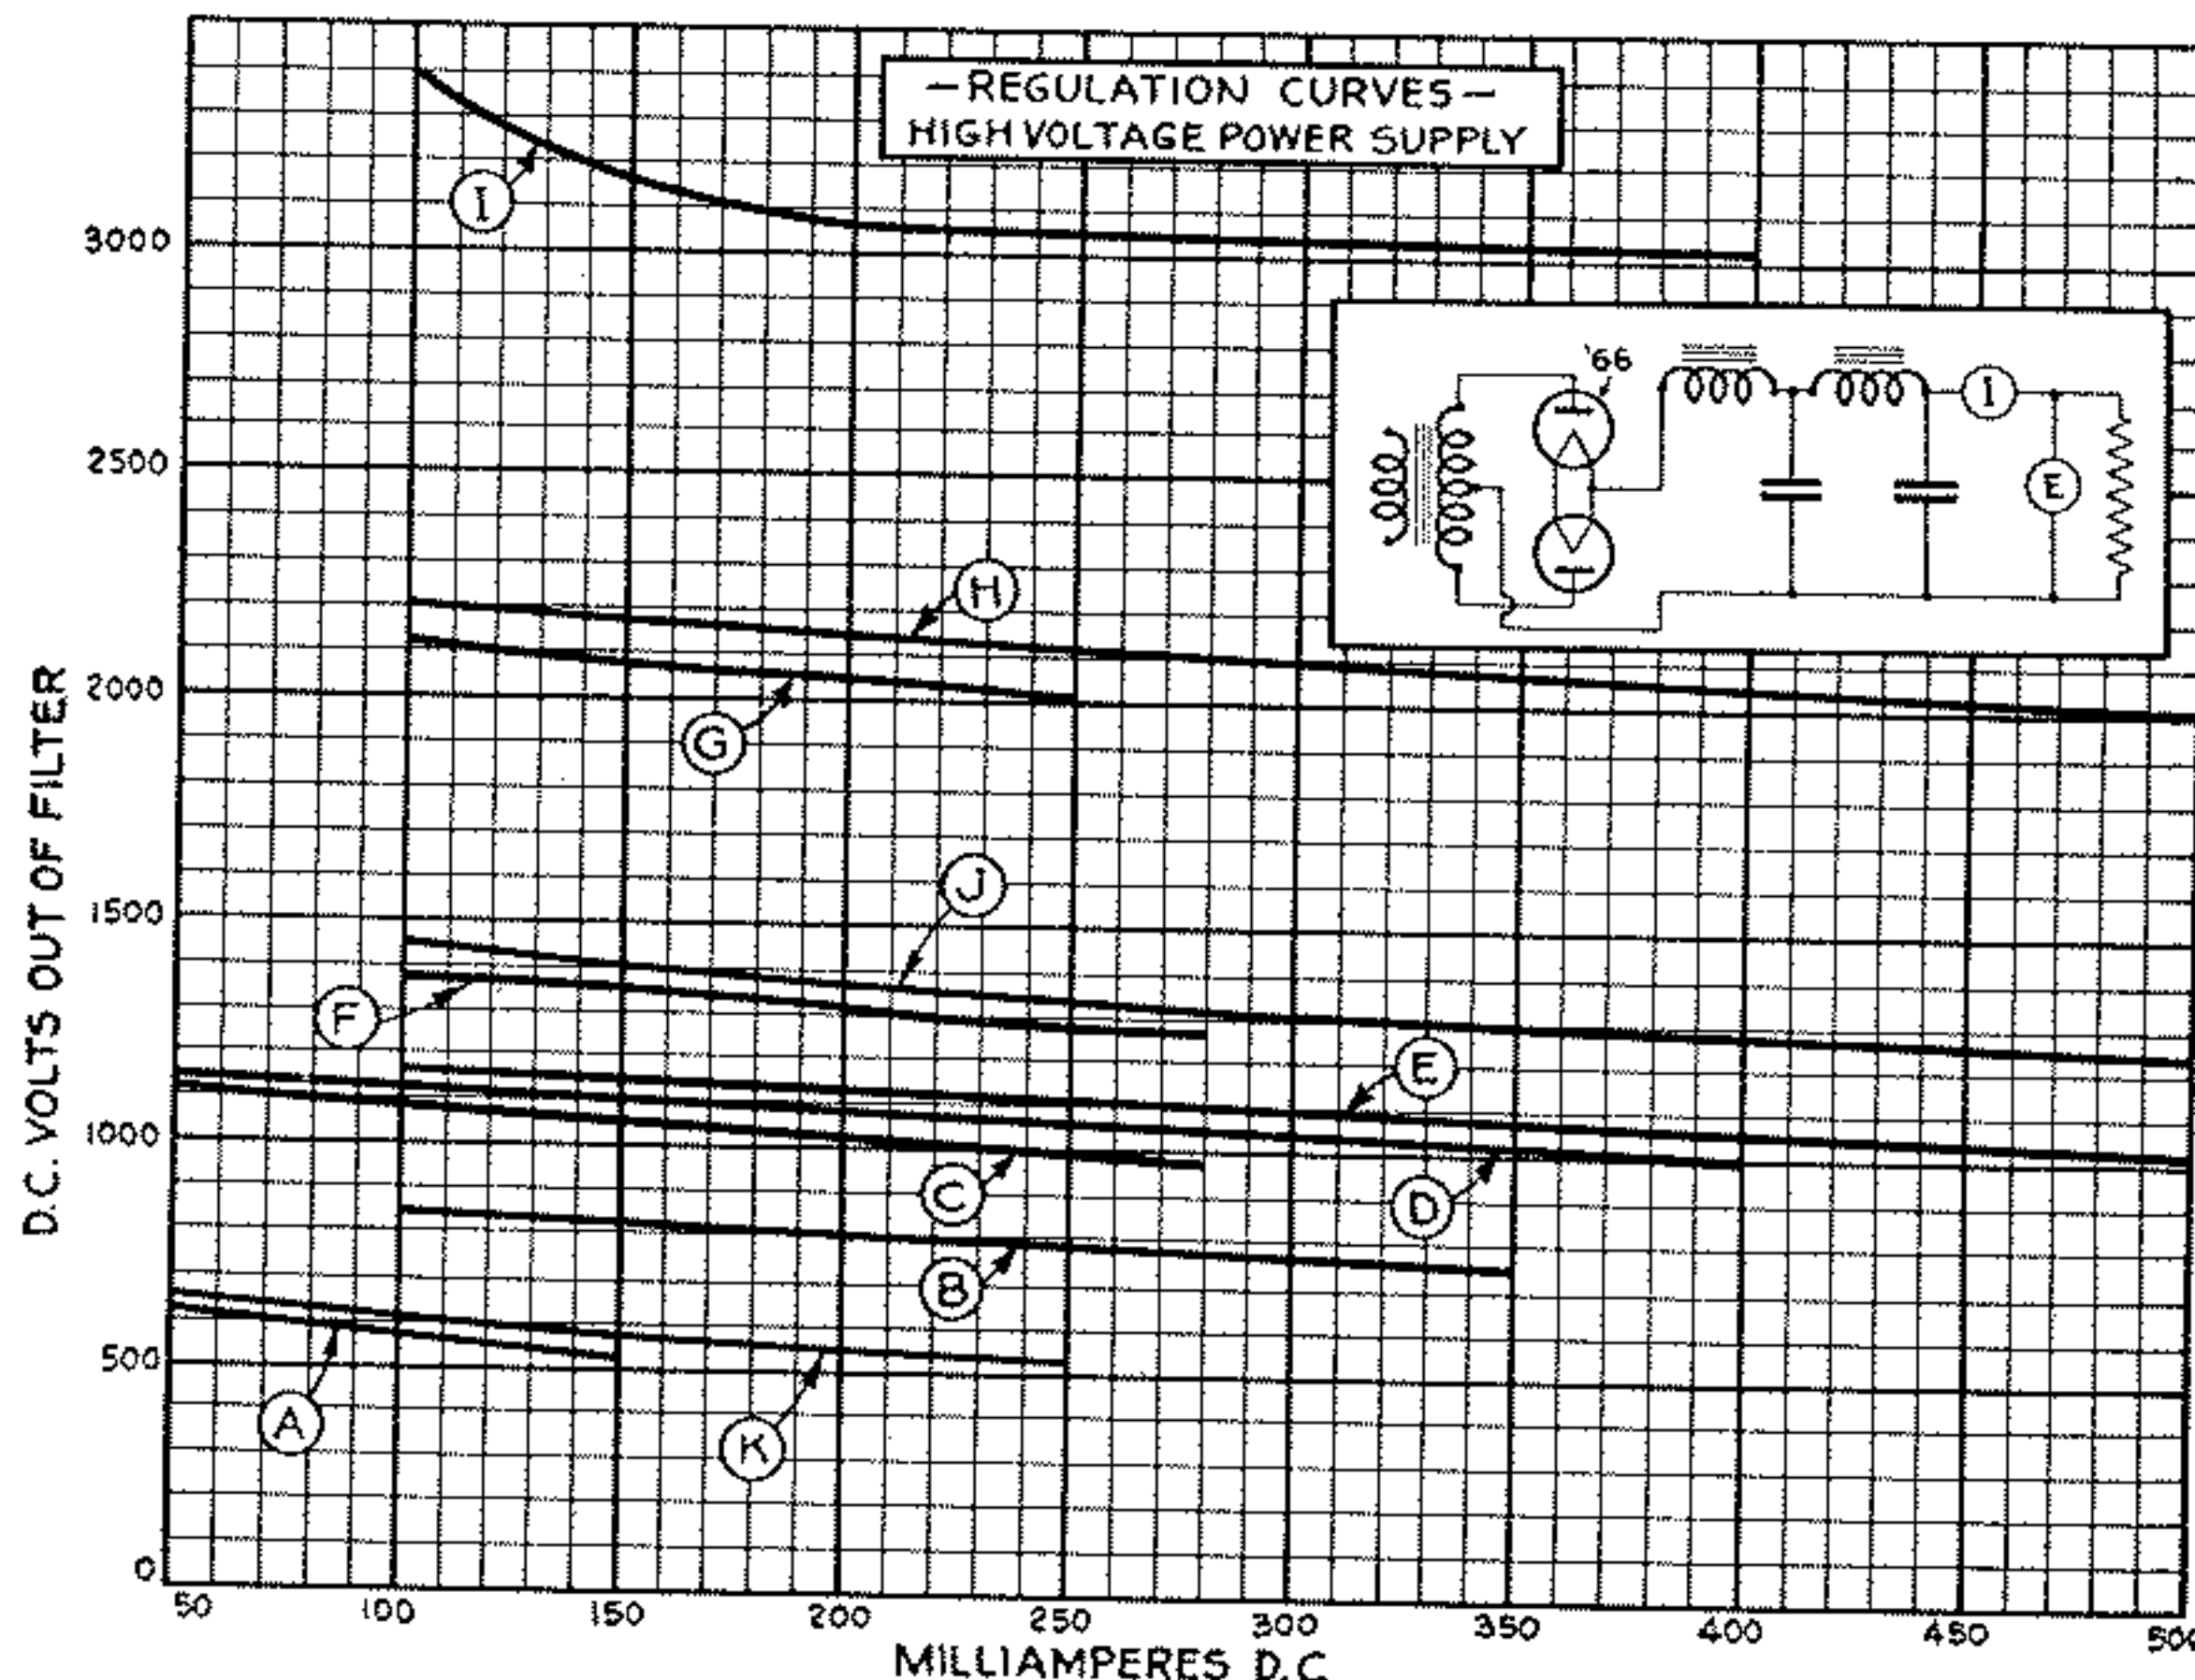 —REGULATION CURVES—
HIGH VOLTAGE POWER SUPPLY
I
3000
'66
I
E
2500
H
2000
G
D.C. VOLTS OUT OF FILTER
J
1500
F
E
1000
C
D
B
500
A
K
0
50 100 150 200 250 300 350 400 450 500
MILLIAMPERES D.C